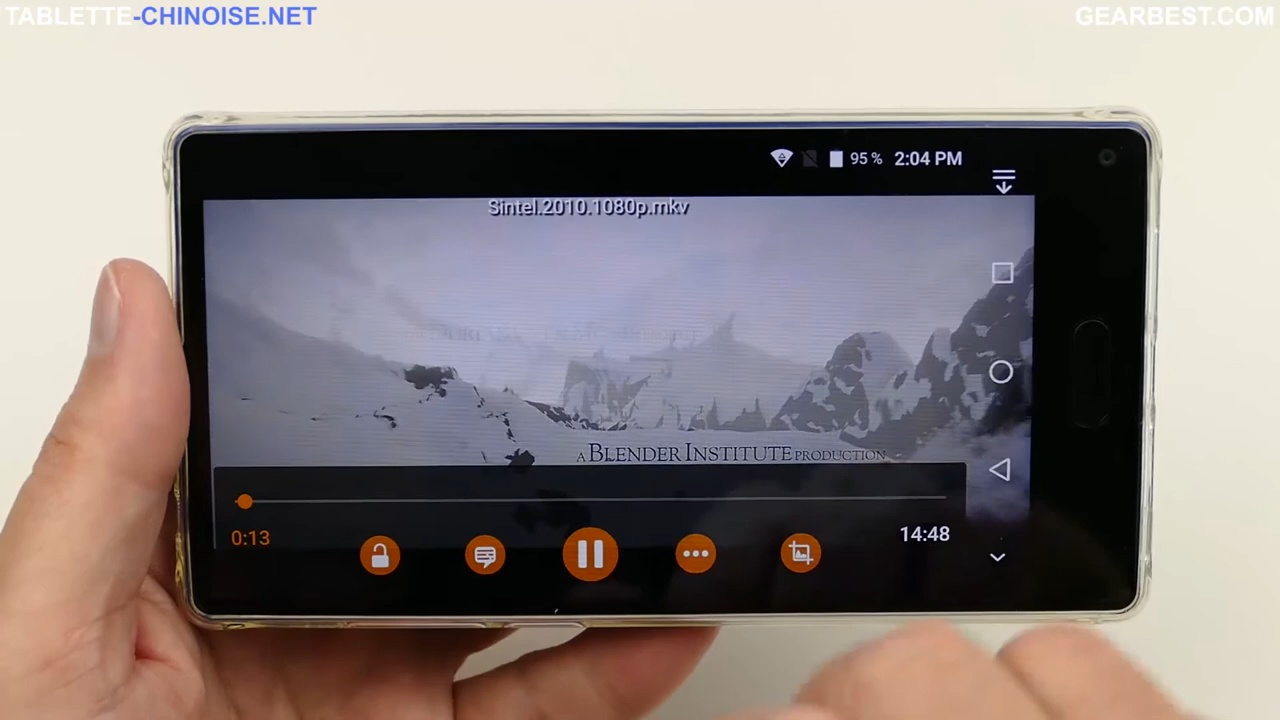 TABLETTE-CHINOISE.NET
GEARBEST.COM
95 % 2:04 PM
Sintel.2010.1080p.mkv
A BLENDER INSTITUTE PRODUCTION
0:13
14:48